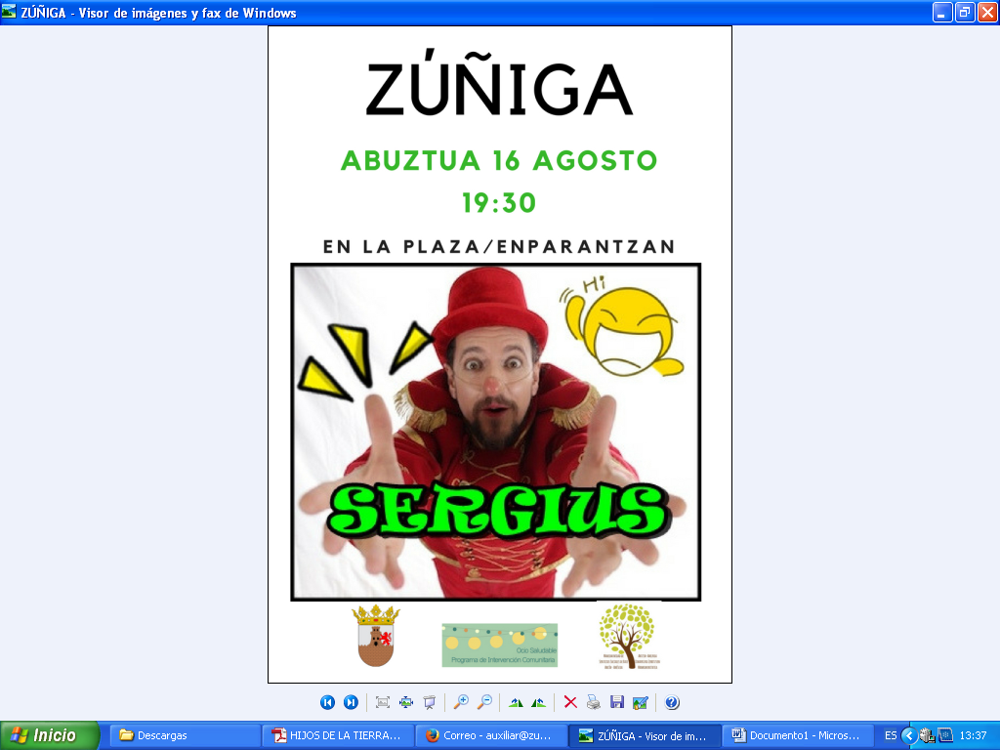 ZÚÑIGA - Visor de imágenes y fax de Windows
ZÚÑIGA
ABUZTUA 16 AGOSTO
19:30
EN LA PLAZA/ENPARANTZAN
Hi
SERGIUS
Ocio Saludable
Programa de Intervención Comunitaria
Inicio
Descargas
HIJOS DE LA TIERRA...
Correo - auxiliar@zu...
ZÚÑIGA - Visor de im...
Documento1 - Micros...
ES
13:37